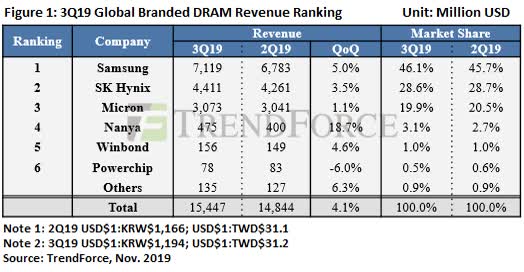 Figure 1: 3Q19 Global Branded DRAM Revenue Ranking Unit: Million USD
Ranking Company Revenue Market Share
3Q19 2Q19 QoQ 3Q19 2Q19
1 Samsung 7,119 6,783 5.0% 46.1% 45.7%
2 SK Hynix 4,411 4,261 3.5% 28.6% 28.7%
3 Micron 3,073 3,041 1.1% 19.9% 20.5%
4 Nanya 475 400 18.7% 3.1% 2.7%
5 Winbond 156 149 4.6% 1.0% 1.0%
6 Powerchip 78 83 -6.0% 0.5% 0.6%
Others 135 127 6.3% 0.9% 0.9%
Total 15,447 14,844 4.1% 100.0% 100.0%
TRENDFORCE
Note 1: 2Q19 USD$1:KRW$1,166; USD$1:TWD$31.1
Note 2: 3Q19 USD$1:KRW$1,194; USD$1:TWD$31.2
Source: TrendForce, Nov. 2019